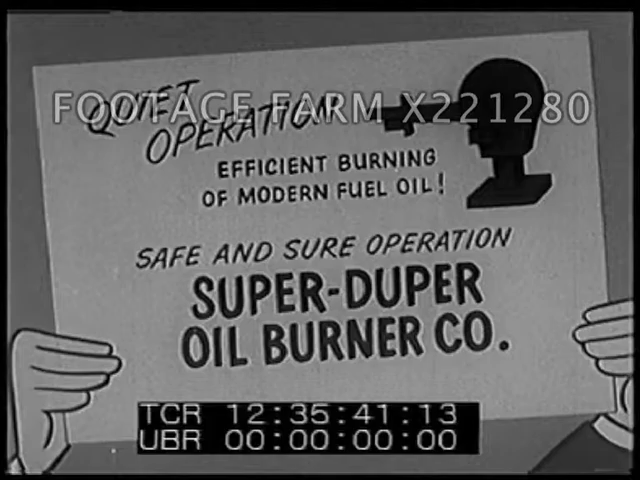 QUIET
OPERATION
FOOTAGE FARM X221280
EFFICIENT BURNING
OF MODERN FUEL OIL!
SAFE AND SURE OPERATION
SUPER-DUPER
OIL BURNER CO.
TCR 12:35:41:13
UBR 00:00:00:00